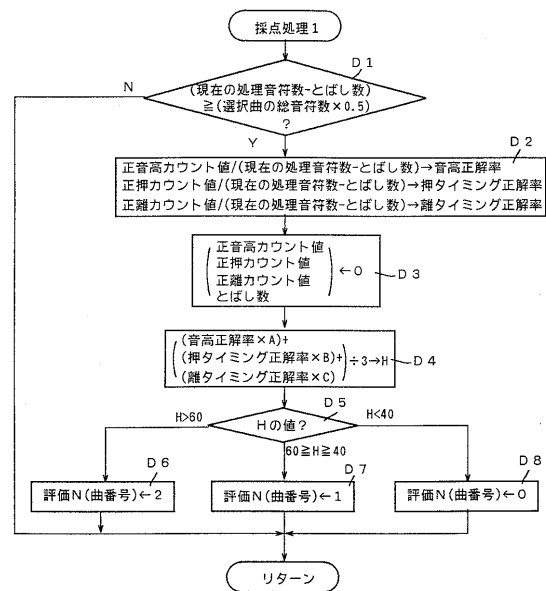 採点処理1
D1
N
(現在の処理音符数-とばし数)
≧(選択曲の総音符数×0.5)
?
Y
D2
正音高カウント値/(現在の処理音符数-とばし数)→音高正解率
正押カウント値/(現在の処理音符数-とばし数)→押タイミング正解率
正離カウント値/(現在の処理音符数-とばし数)→離タイミング正解率
正音高カウント値
正押カウント値
正離カウント値
とばし数
←0
D3
(音高正解率×A)+
(押タイミング正解率×B)+
(離タイミング正解率×C)
÷3→H
D4
D5
H>60
Hの値?
H<40
60≧H≧40
D6
D7
D8
評価N(曲番号)←2
評価N(曲番号)←1
評価N(曲番号)←0
リターン